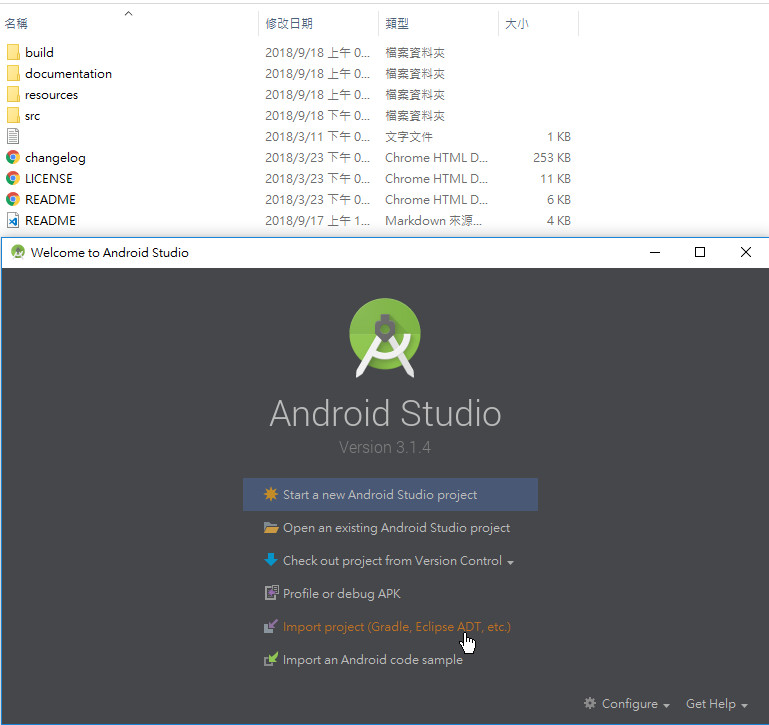 名稱 修改日期 類型 大小
build 2018/9/18 上午 0... 檔案資料夾
documentation 2018/9/18 上午 0... 檔案資料夾
resources 2018/9/18 上午 0... 檔案資料夾
src 2018/9/18 上午 0... 檔案資料夾
2018/3/11 下午 0... 文字文件 1 KB
changelog 2018/3/23 下午 0... Chrome HTML D... 253 KB
LICENSE 2018/3/23 下午 0... Chrome HTML D... 11 KB
README 2018/3/23 下午 0... Chrome HTML D... 6 KB
README 2018/9/17 上午 1... Markdown 來源... 4 KB
Welcome to Android Studio
Android Studio
Version 3.1.4
Start a new Android Studio project
Open an existing Android Studio project
Check out project from Version Control
Profile or debug APK
Import project (Gradle, Eclipse ADT, etc.)
Import an Android code sample
Configure Get Help